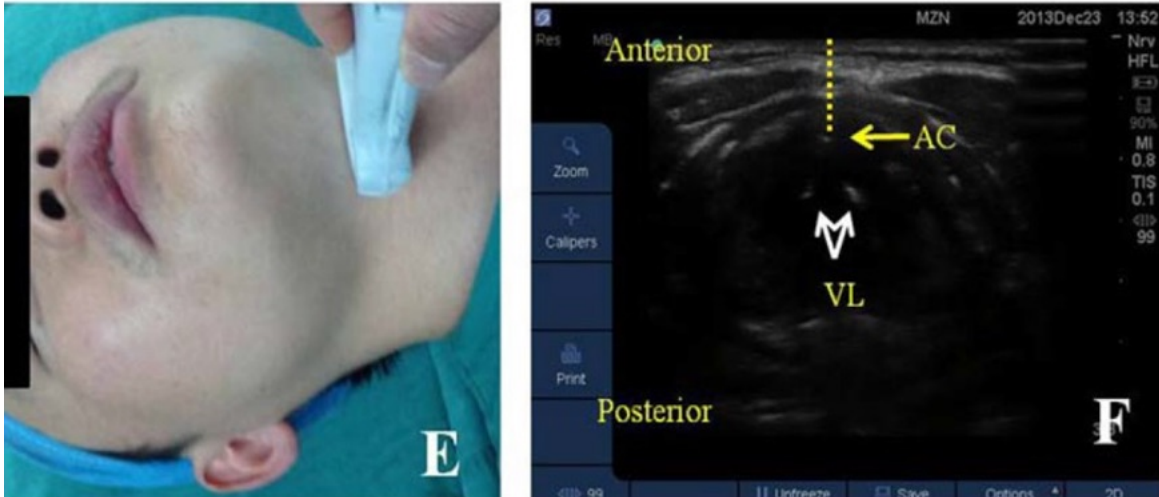 MZN 2013Dec23 13:52
Res MB
Anterior
Nrv
HFL
90%
MI
0.8
TIS
0.1
99
AC
Zoom
Calipers
VL
Print
Posterior
E
F
99 Unfreeze Save Options 2D